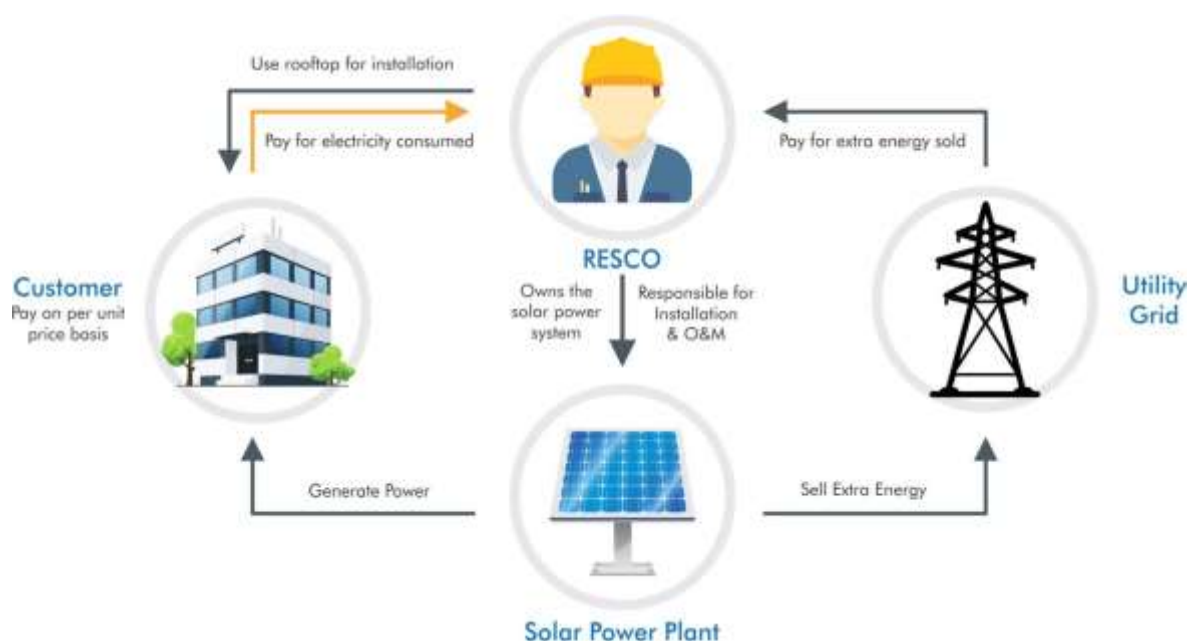 Use rooftop for installation
Pay for electricity consumed
Pay for extra energy sold
RESCO
Owns the
solar power
system
Responsible for
Installation
& O&M
Customer
Pay on per unit
price basis
Utility
Grid
Generate Power
Sell Extra Energy
Solar Power Plant